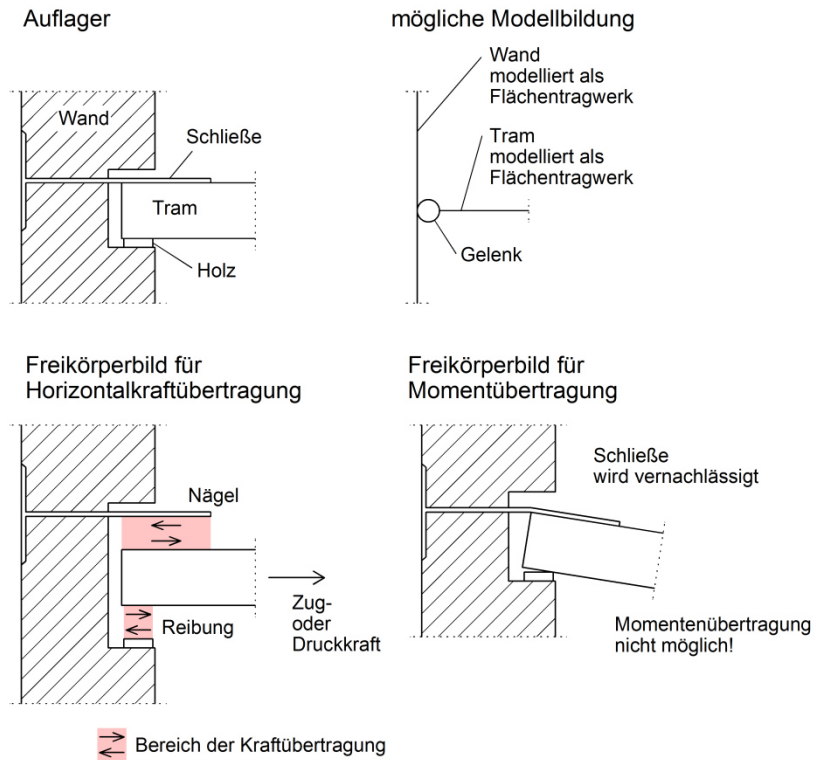 Auflager
Wand
Schließe
Tram
Holz
mögliche Modellbildung
Wand
modelliert als
Flächentragwerk
Tram
modelliert als
Flächentragwerk
Gelenk
Freikörperbild für
Horizontalkraftübertragung
Nägel
Reibung
Zug-
oder
Druckkraft
Freikörperbild für
Momentübertragung
Schließe
wird vernachlässigt
Momentenübertragung
nicht möglich!
Bereich der Kraftübertragung